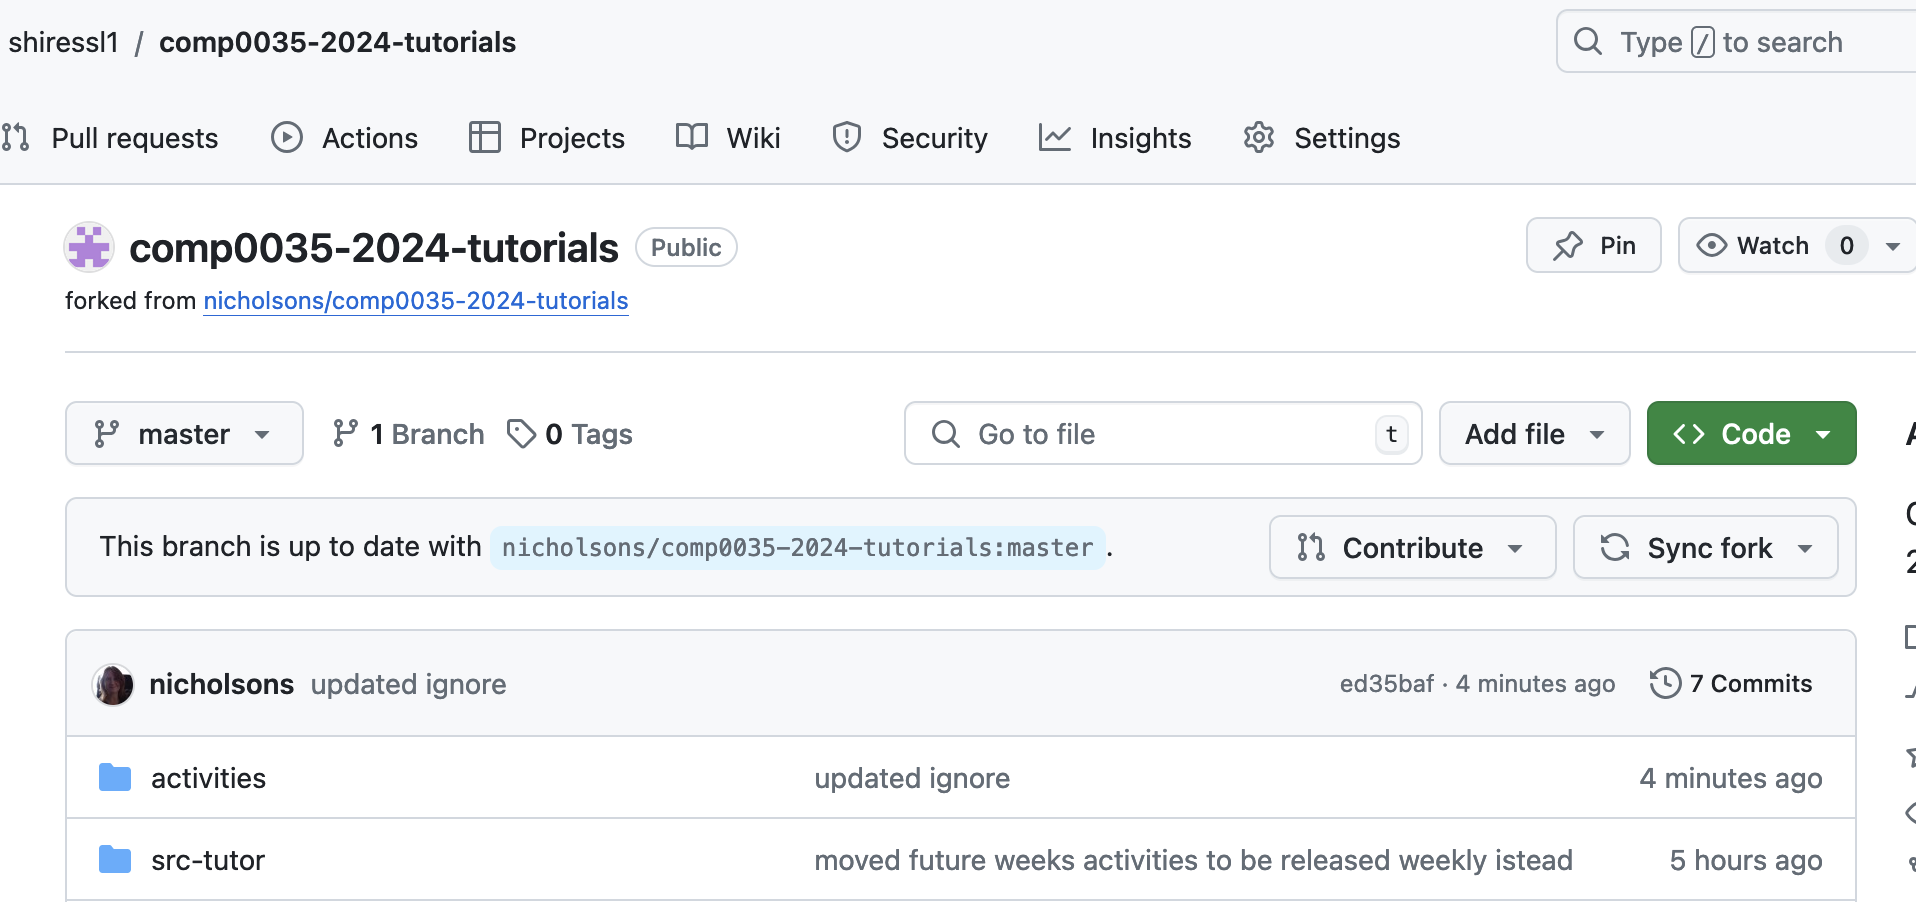 shiressl1 / comp0035-2024-tutorials
Type / to search
Pull requests Actions Projects Wiki Security Insights Settings
comp0035-2024-tutorials Public
Pin Watch 0
forked from nicholsons/comp0035-2024-tutorials
master 1 Branch 0 Tags
Go to file t Add file Code
This branch is up to date with nicholsons/comp0035-2024-tutorials:master.
Contribute Sync fork
nicholsons updated ignore ed35baf · 4 minutes ago 7 Commits
activities updated ignore 4 minutes ago
src-tutor moved future weeks activities to be released weekly istead 5 hours ago